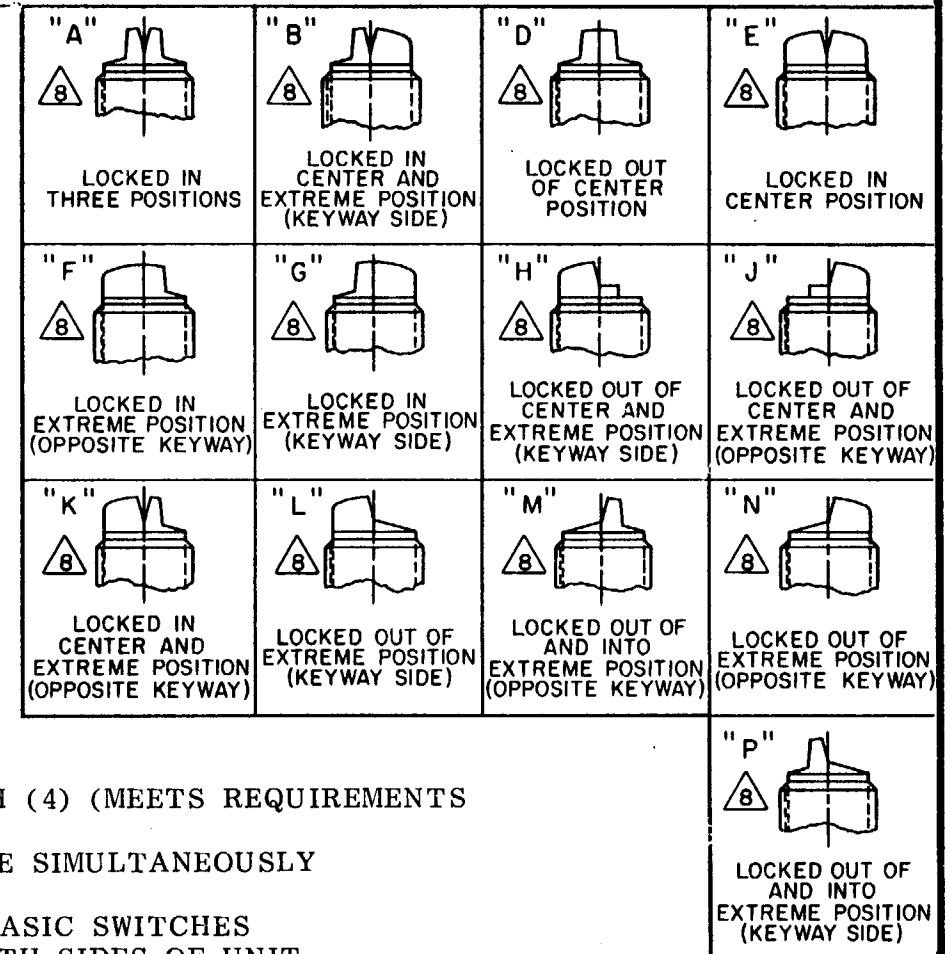 "A"
8
LOCKED IN
THREE POSITIONS
"B"
8
LOCKED IN
CENTER AND
EXTREME POSITION
(KEYWAY SIDE)
"D"
8
LOCKED OUT
OF CENTER
POSITION
"E"
8
LOCKED IN
CENTER POSITION
"F"
8
LOCKED IN
EXTREME POSITION
(OPPOSITE KEYWAY)
"G"
8
LOCKED IN
EXTREME POSITION
(KEYWAY SIDE)
"H"
8
LOCKED OUT OF
CENTER AND
EXTREME POSITION
(KEYWAY SIDE)
"J"
8
LOCKED OUT OF
CENTER AND
EXTREME POSITION
(OPPOSITE KEYWAY)
"K"
8
LOCKED IN
CENTER AND
EXTREME POSITION
(OPPOSITE KEYWAY)
"L"
8
LOCKED OUT OF
EXTREME POSITION
(KEYWAY SIDE)
"M"
8
LOCKED OUT OF
AND INTO
EXTREME POSITION
(OPPOSITE KEYWAY)
"N"
8
LOCKED OUT OF
EXTREME POSITION
(OPPOSITE KEYWAY)
"P"
8
LOCKED OUT OF
AND INTO
EXTREME POSITION
(KEYWAY SIDE)
(4) (MEETS REQUIREMENTS
SIMULTANEOUSLY
SWITCHES
SIDES OF UNIT